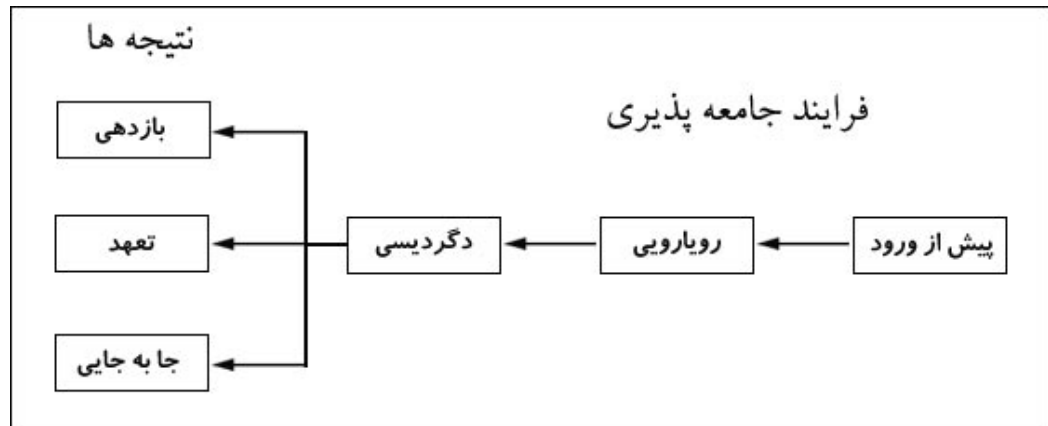 نتیجه ها
فرایند جامعه پذیری
پیش از ورود
رویارویی
دگردیسی
بازدهی
تعهد
جا به جایی